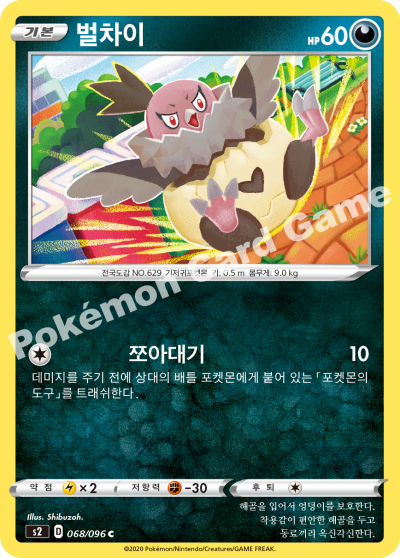 기본 벌차이 HP 60
전국도감 NO.629 기저귀포켓몬 키: 0.5 m 몸무게: 9.0 kg
쪼아대기 10
데미지를 주기 전에 상대의 배틀 포켓몬에게 붙어 있는 「포켓몬의
도구」를 트래쉬한다.
약점 ×2 저항력 -30 후퇴
Illus. Shibuzoh.
s2 D 068/096 C
해골을 입어서 엉덩이를 보호한다.
착용감이 편안한 해골을 두고
동료끼리 옥신각신한다.
©2020 Pokémon/Nintendo/Creatures/GAME FREAK.
Pokémon Card Game